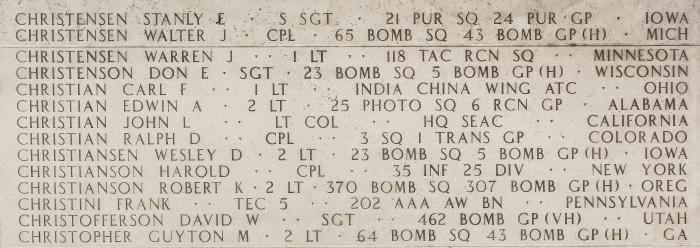 CHRISTENSEN STANLY E · S SGT · 21 PUR SQ 24 PUR GP · IOWA
CHRISTENSEN WALTER J · CPL · 65 BOMB SQ 43 BOMB GP (H) · MICH
CHRISTENSEN WARREN J · · 1 LT · · 118 TAC RCN SQ · · MINNESOTA
CHRISTENSON DON E · SGT · 23 BOMB SQ 5 BOMB GP (H) · WISCONSIN
CHRISTIAN CARL F · · 1 LT · · INDIA CHINA WING ATC · · OHIO
CHRISTIAN EDWIN A · 2 LT · 25 PHOTO SQ 6 RCN GP · ALABAMA
CHRISTIAN JOHN L · · LT COL · · HQ SEAC · · CALIFORNIA
CHRISTIAN RALPH D · · CPL · · 3 SQ 1 TRANS GP · · COLORADO
CHRISTIANSEN WESLEY D · 2 LT · 23 BOMB SQ 5 BOMB GP (H) · IOWA
CHRISTIANSON HAROLD · · CPL · · 35 INF 25 DIV · · NEW YORK
CHRISTIANSON ROBERT K · 2 LT · 370 BOMB SQ 307 BOMB GP (H) · OREG
CHRISTINI FRANK · · TEC 5 · · 202 AAA AW BN · · PENNSYLVANIA
CHRISTOFFERSON DAVID W · · SGT · · 462 BOMB GP (VH) · · UTAH
CHRISTOPHER GUYTON M · 2 LT · 64 BOMB SQ 43 BOMB GP (H) · GA